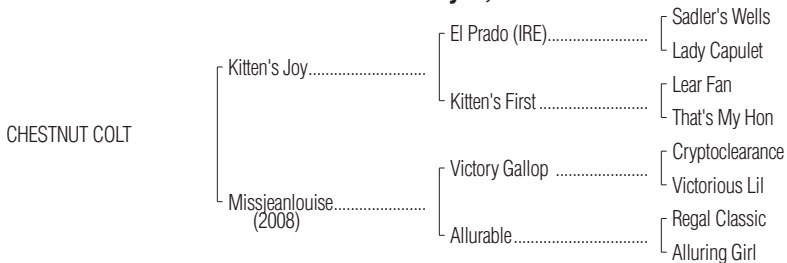 Sadler's Wells
El Prado (IRE)........................
Lady Capulet
Kitten's Joy............................
Lear Fan
Kitten's First ..........................
That's My Hon
CHESTNUT COLT
Cryptoclearance
Victory Gallop ......................
Victorious Lil
Missjeanlouise......................
(2008)
Regal Classic
Allurable................................
Alluring Girl